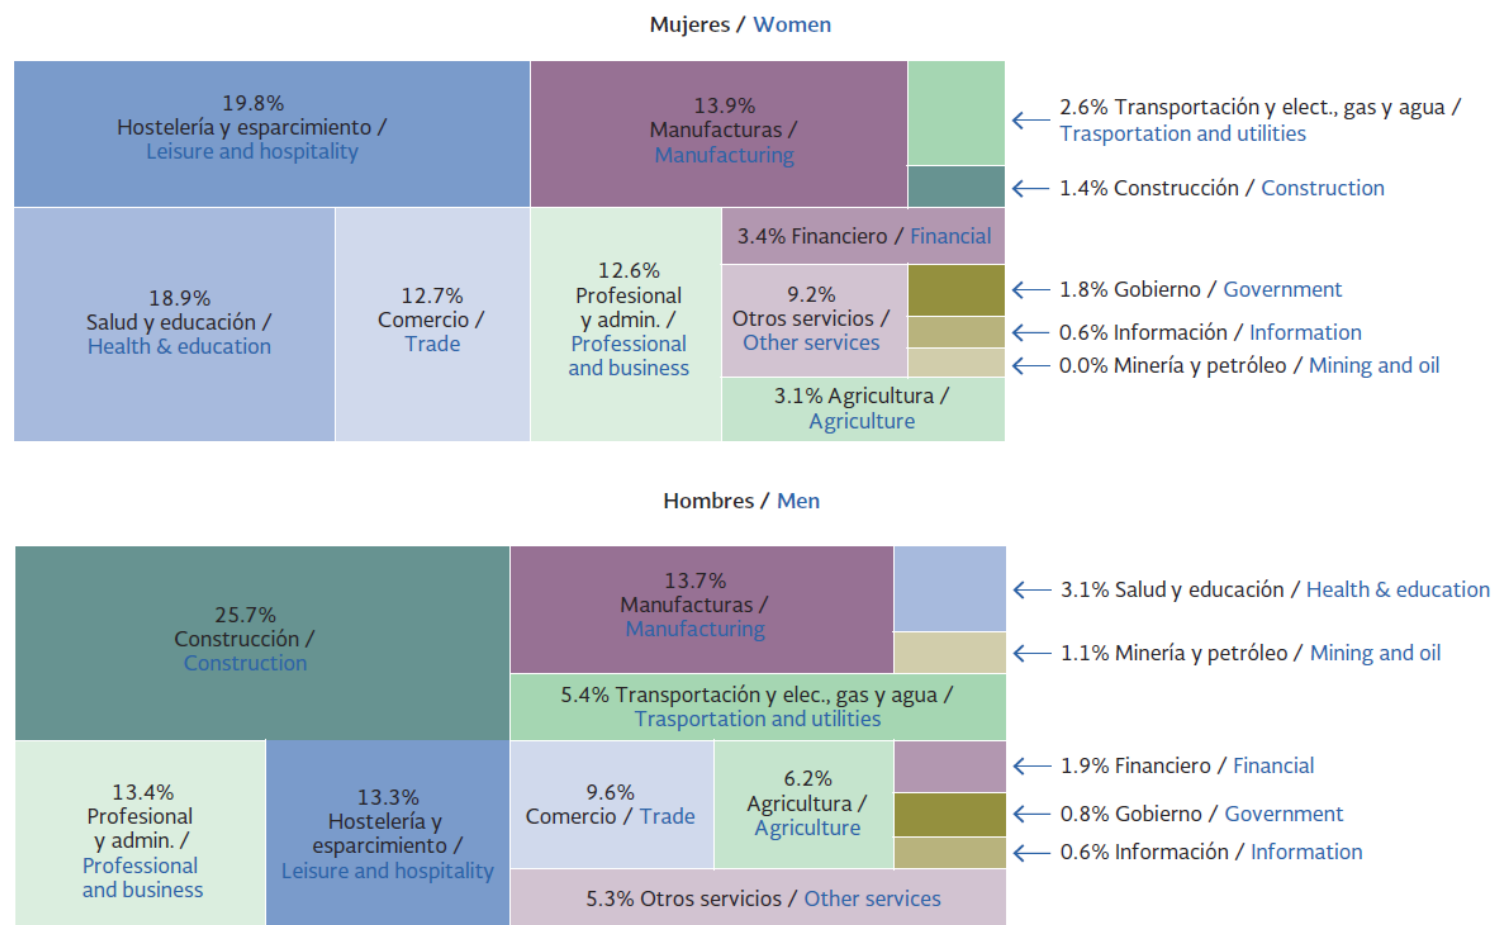 Mujeres / Women
19.8%
Hostelería y esparcimiento /
Leisure and hospitality
13.9%
Manufacturas /
Manufacturing
2.6% Transportación y elect., gas y agua /
Trasportation and utilities
1.4% Construcción / Construction
18.9%
Salud y educación /
Health & education
12.7%
Comercio /
Trade
12.6%
Profesional
y admin. /
Professional
and business
3.4% Financiero / Financial
9.2%
Otros servicios /
Other services
1.8% Gobierno / Government
0.6% Información / Information
0.0% Minería y petróleo / Mining and oil
3.1% Agricultura /
Agriculture
Hombres / Men
25.7%
Construcción /
Construction
13.7%
Manufacturas /
Manufacturing
3.1% Salud y educación / Health & education
1.1% Minería y petróleo / Mining and oil
5.4% Transportación y elec., gas y agua /
Trasportation and utilities
13.4%
Profesional
y admin. /
Professional
and business
13.3%
Hostelería y
esparcimiento /
Leisure and hospitality
9.6%
Comercio / Trade
6.2%
Agricultura /
Agriculture
1.9% Financiero / Financial
0.8% Gobierno / Government
0.6% Información / Information
5.3% Otros servicios / Other services